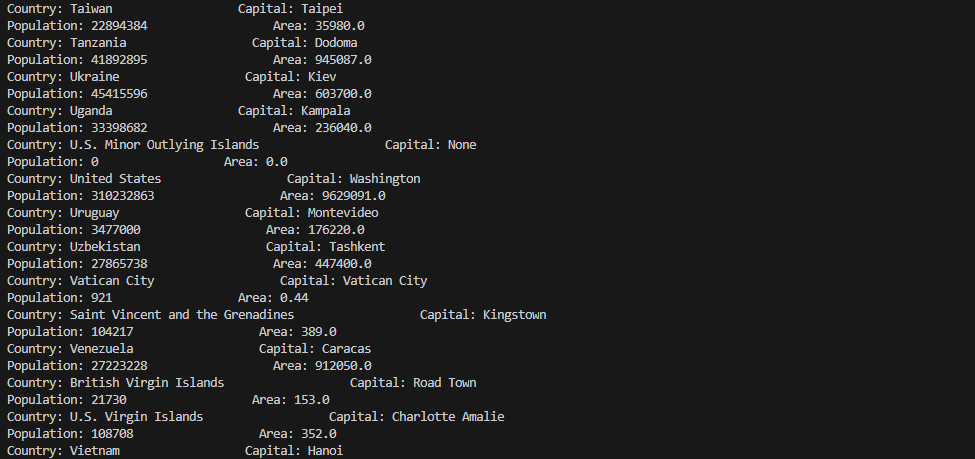 Country: Taiwan                  Capital: Taipei
Population: 22894384                  Area: 35980.0
Country: Tanzania                  Capital: Dodoma
Population: 41892895                  Area: 945087.0
Country: Ukraine                  Capital: Kiev
Population: 45415596                  Area: 603700.0
Country: Uganda                  Capital: Kampala
Population: 33398682                  Area: 236040.0
Country: U.S. Minor Outlying Islands                  Capital: None
Population: 0                  Area: 0.0
Country: United States                  Capital: Washington
Population: 310232863                  Area: 9629091.0
Country: Uruguay                  Capital: Montevideo
Population: 3477000                  Area: 176220.0
Country: Uzbekistan                  Capital: Tashkent
Population: 27865738                  Area: 447400.0
Country: Vatican City                  Capital: Vatican City
Population: 921                  Area: 0.44
Country: Saint Vincent and the Grenadines                  Capital: Kingstown
Population: 104217                  Area: 389.0
Country: Venezuela                  Capital: Caracas
Population: 27223228                  Area: 912050.0
Country: British Virgin Islands                  Capital: Road Town
Population: 21730                  Area: 153.0
Country: U.S. Virgin Islands                  Capital: Charlotte Amalie
Population: 108708                  Area: 352.0
Country: Vietnam                  Capital: Hanoi